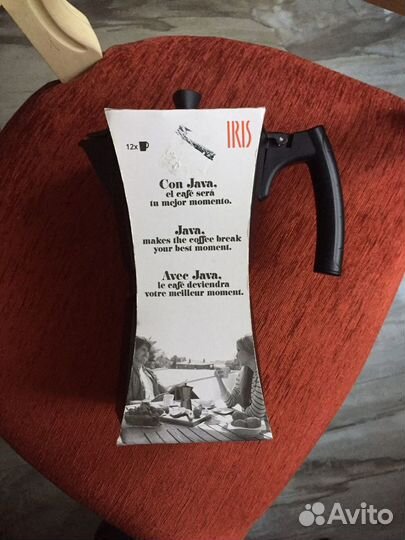 IRIS
12x
Con Java,
el café será
tu mejor momento.
Java,
makes the coffee break
your best moment.
Avec Java,
le café deviendra
votre meilleur moment.
Avito